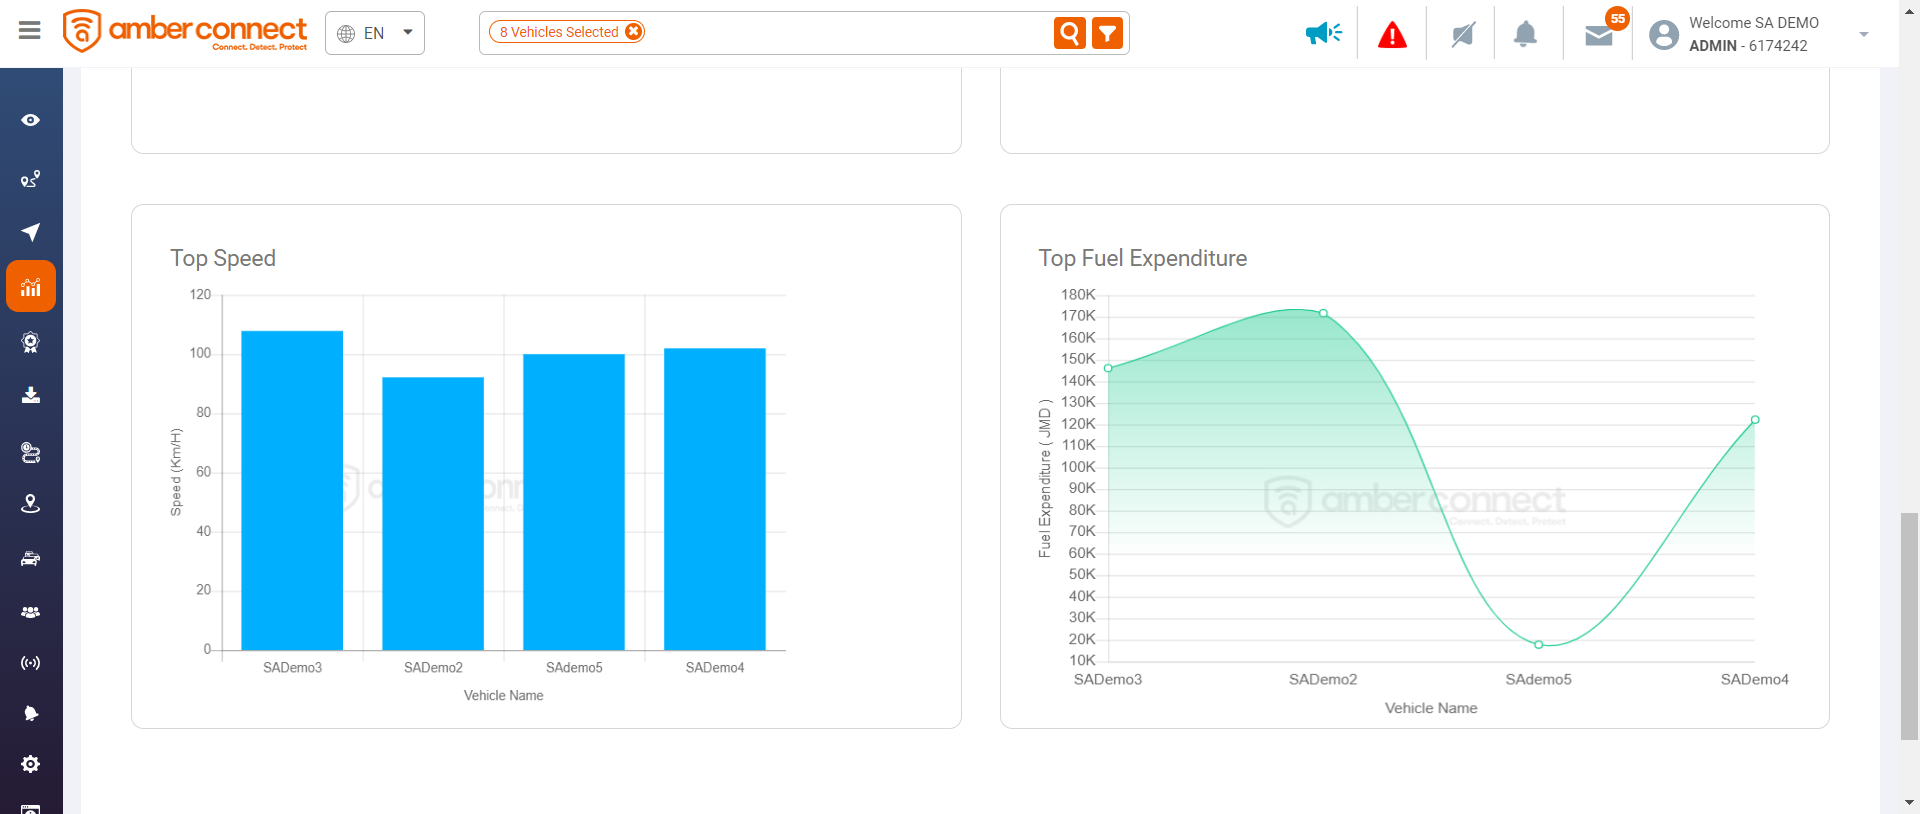 amber connect
Connect. Detect. Protect
EN
8 Vehicles Selected
55
Welcome SA DEMO
ADMIN - 6174242
Top Speed
120
100
80
60
40
20
0
Speed (Km/H)
SADemo3
SADemo2
SAdemo5
SADemo4
Vehicle Name
Top Fuel Expenditure
180K
170K
160K
150K
140K
130K
120K
110K
100K
90K
80K
70K
60K
50K
40K
30K
20K
10K
Fuel Expenditure ( JMD )
amber connect
Connect. Detect. Protect
SADemo3
SADemo2
SAdemo5
SADemo4
Vehicle Name